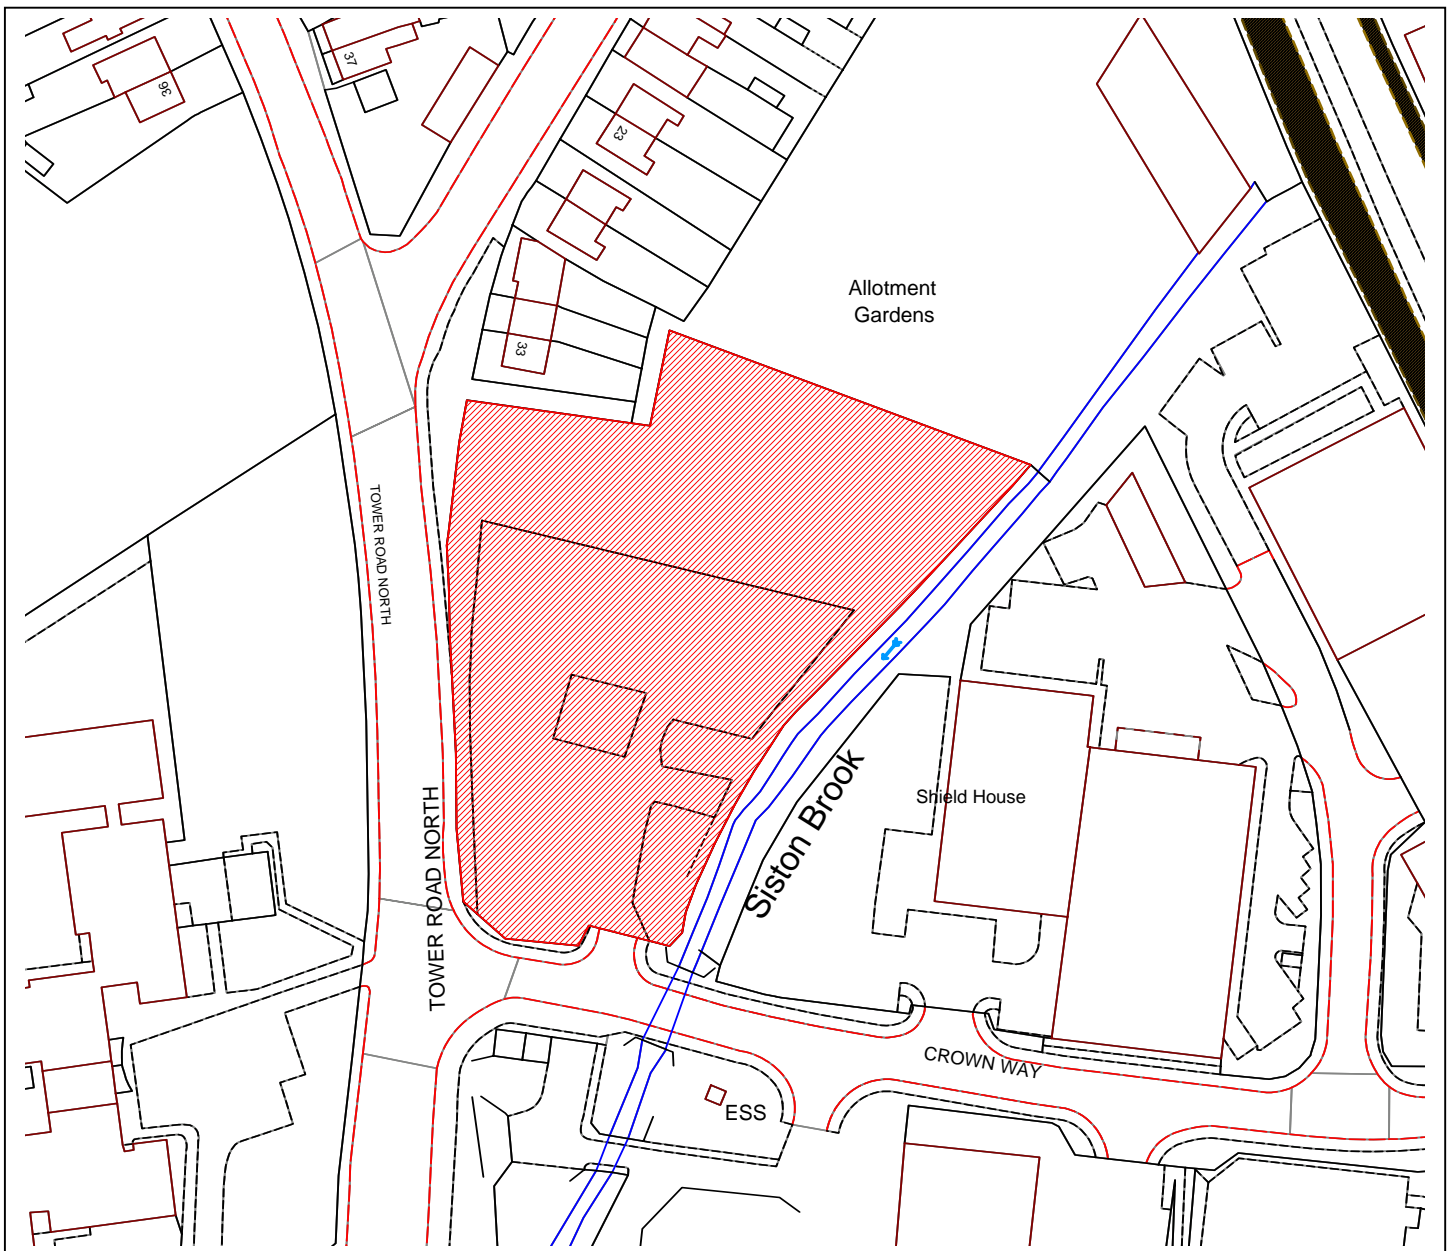 36
37
23
33
Allotment
Gardens
TOWER ROAD NORTH
TOWER ROAD NORTH
Siston Brook
Shield House
CROWN WAY
ESS